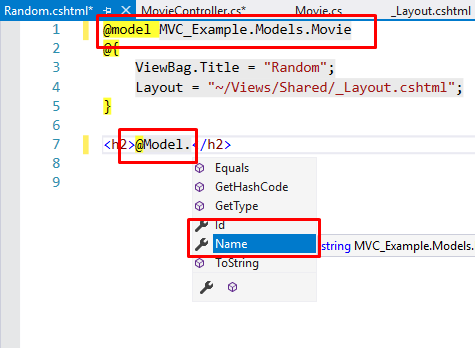 Random.cshtml* MovieController.cs* Movie.cs _Layout.cshtml
1 @model MVC_Example.Models.Movie
2 @{
3 ViewBag.Title = "Random";
4 Layout = "~/Views/Shared/_Layout.cshtml";
5 }
6
7 <h2>@Model.</h2>
8
9
Equals
GetHashCode
GetType
Id
Name
string MVC_Example.Models.
ToString